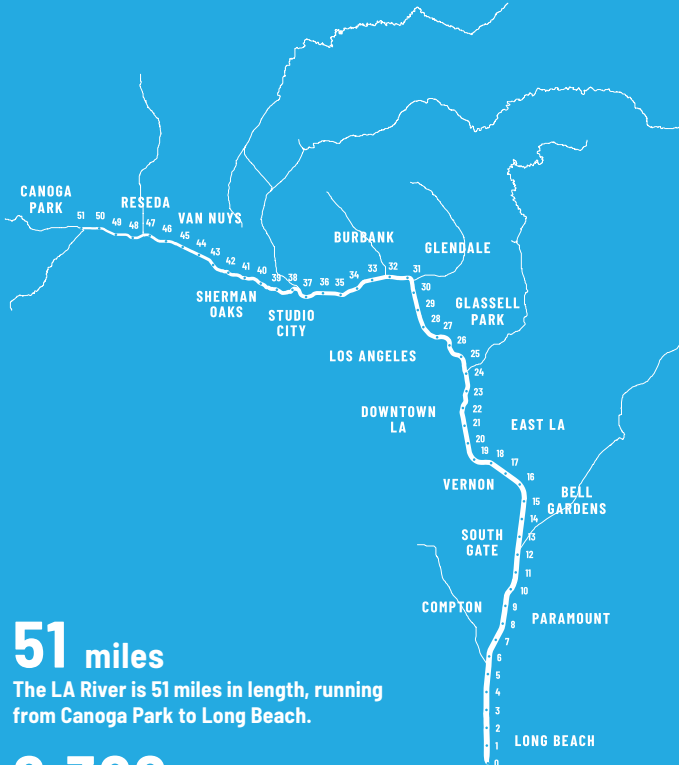 CANOGA
PARK
RESEDA
VAN NUYS
51
50
49
48
47
46
45
44
43
42
41
40
39
38
37
36
35
34
33
32
31
BURBANK
GLENDALE
SHERMAN
OAKS
STUDIO
CITY
30
29
28
27
26
25
24
23
22
21
20
19
18
17
16
15
14
13
12
11
10
9
8
7
6
5
4
3
2
1
0
GLASSELL
PARK
LOS ANGELES
DOWNTOWN
LA
EAST LA
VERNON
BELL
GARDENS
SOUTH
GATE
COMPTON
PARAMOUNT
LONG BEACH
51 miles
The LA River is 51 miles in length, running
from Canoga Park to Long Beach.